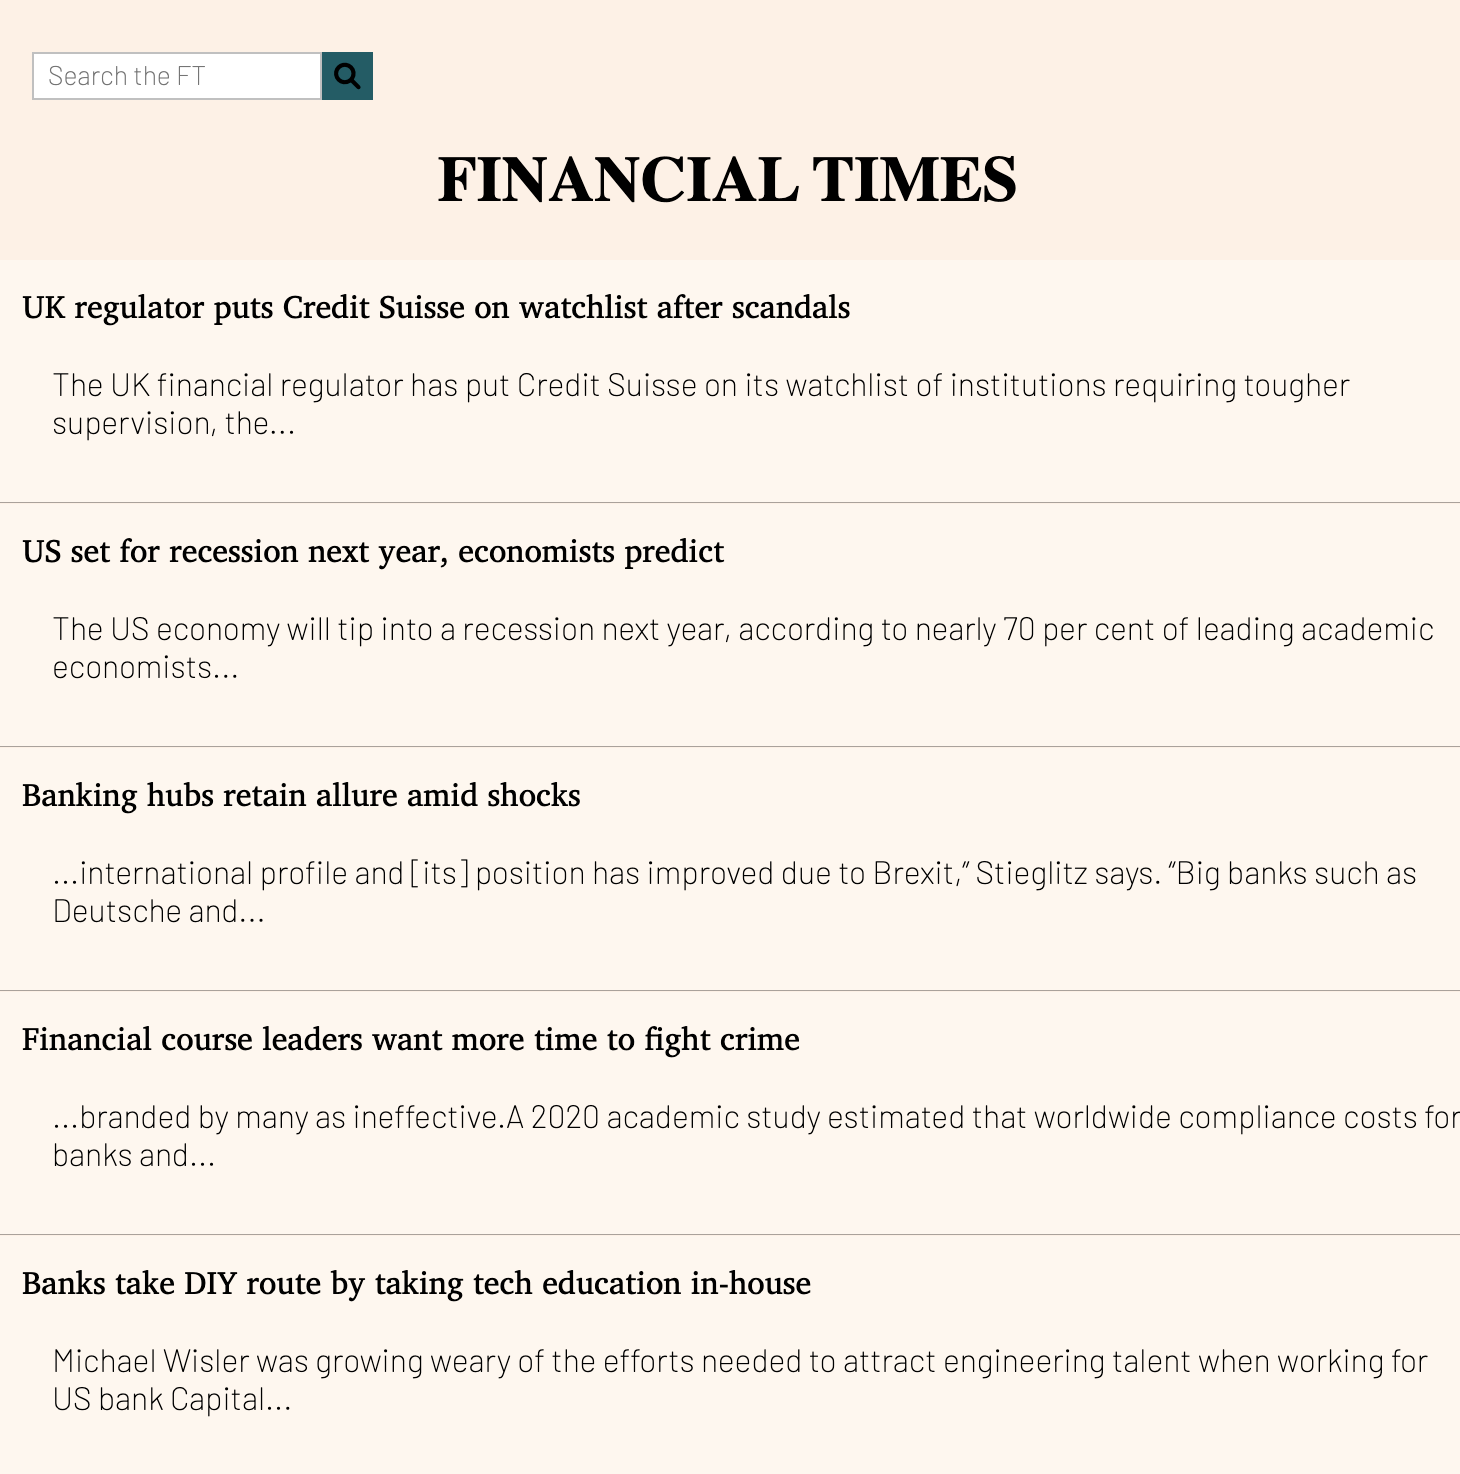 Search the FT
FINANCIAL TIMES
UK regulator puts Credit Suisse on watchlist after scandals
The UK financial regulator has put Credit Suisse on its watchlist of institutions requiring tougher
supervision, the...
US set for recession next year, economists predict
The US economy will tip into a recession next year, according to nearly 70 per cent of leading academic
economists...
Banking hubs retain allure amid shocks
...international profile and [its] position has improved due to Brexit,” Stieglitz says. “Big banks such as
Deutsche and...
Financial course leaders want more time to fight crime
...branded by many as ineffective.A 2020 academic study estimated that worldwide compliance costs for
banks and...
Banks take DIY route by taking tech education in-house
Michael Wisler was growing weary of the efforts needed to attract engineering talent when working for
US bank Capital...